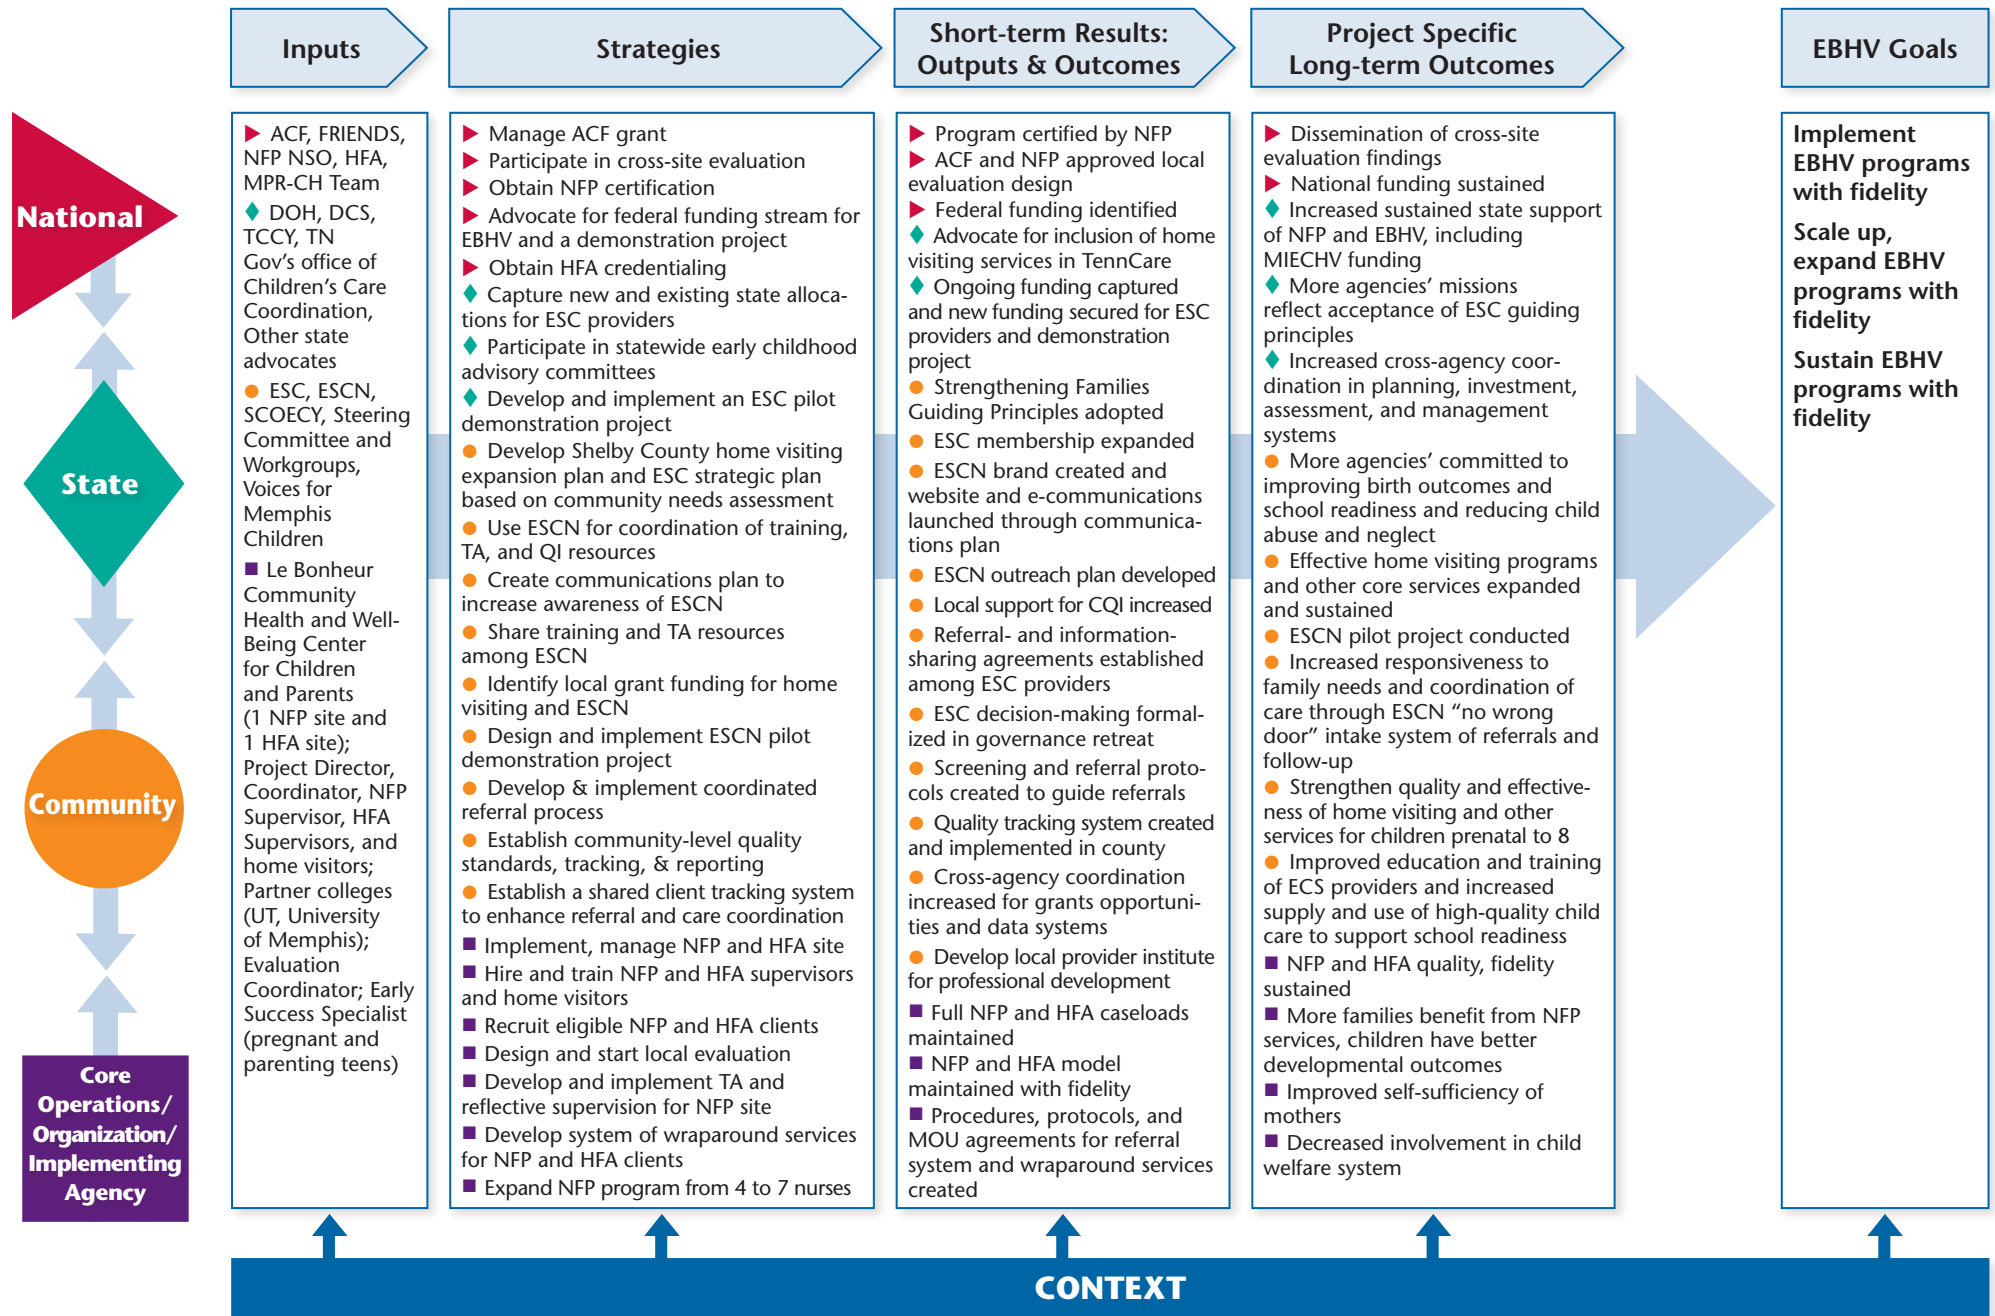 Inputs
Strategies
Short-term Results:
Outputs & Outcomes
Project Specific
Long-term Outcomes
EBHV Goals
National
State
Community
Core
Operations/
Organization/
Implementing
Agency
▶ ACF, FRIENDS,
NFP NSO, HFA,
MPR-CH Team
♦ DOH, DCS,
TCCY, TN
Gov’s office of
Children’s Care
Coordination,
Other state
advocates
● ESC, ESCN,
SCOECY, Steering
Committee and
Workgroups,
Voices for
Memphis
Children
■ Le Bonheur
Community
Health and Well-
Being Center
for Children
and Parents
(1 NFP site and
1 HFA site);
Project Director,
Coordinator, NFP
Supervisor, HFA
Supervisors, and
home visitors;
Partner colleges
(UT, University
of Memphis);
Evaluation
Coordinator; Early
Success Specialist
(pregnant and
parenting teens)
▶ Manage ACF grant
▶ Participate in cross-site evaluation
▶ Obtain NFP certification
▶ Advocate for federal funding stream for
EBHV and a demonstration project
▶ Obtain HFA credentialing
♦ Capture new and existing state alloca-
tions for ESC providers
♦ Participate in statewide early childhood
advisory committees
♦ Develop and implement an ESC pilot
demonstration project
● Develop Shelby County home visiting
expansion plan and ESC strategic plan
based on community needs assessment
● Use ESCN for coordination of training,
TA, and QI resources
● Create communications plan to
increase awareness of ESCN
● Share training and TA resources
among ESCN
● Identify local grant funding for home
visiting and ESCN
● Design and implement ESCN pilot
demonstration project
● Develop & implement coordinated
referral process
● Establish community-level quality
standards, tracking, & reporting
● Establish a shared client tracking system
to enhance referral and care coordination
■ Implement, manage NFP and HFA site
■ Hire and train NFP and HFA supervisors
and home visitors
■ Recruit eligible NFP and HFA clients
■ Design and start local evaluation
■ Develop and implement TA and
reflective supervision for NFP site
■ Develop system of wraparound services
for NFP and HFA clients
■ Expand NFP program from 4 to 7 nurses
▶ Program certified by NFP
▶ ACF and NFP approved local
evaluation design
▶ Federal funding identified
♦ Advocate for inclusion of home
visiting services in TennCare
♦ Ongoing funding captured
and new funding secured for ESC
providers and demonstration
project
● Strengthening Families
Guiding Principles adopted
● ESC membership expanded
● ESCN brand created and
website and e-communications
launched through communica-
tions plan
● ESCN outreach plan developed
● Local support for CQI increased
● Referral- and information-
sharing agreements established
among ESC providers
● ESC decision-making formal-
ized in governance retreat
● Screening and referral proto-
cols created to guide referrals
● Quality tracking system created
and implemented in county
● Cross-agency coordination
increased for grants opportuni-
ties and data systems
● Develop local provider institute
for professional development
■ Full NFP and HFA caseloads
maintained
■ NFP and HFA model
maintained with fidelity
■ Procedures, protocols, and
MOU agreements for referral
system and wraparound services
created
▶ Dissemination of cross-site
evaluation findings
▶ National funding sustained
♦ Increased sustained state support
of NFP and EBHV, including
MIECHV funding
♦ More agencies’ missions
reflect acceptance of ESC guiding
principles
♦ Increased cross-agency coor-
dination in planning, investment,
assessment, and management
systems
● More agencies’ committed to
improving birth outcomes and
school readiness and reducing child
abuse and neglect
● Effective home visiting programs
and other core services expanded
and sustained
● ESCN pilot project conducted
● Increased responsiveness to
family needs and coordination of
care through ESCN “no wrong
door” intake system of referrals and
follow-up
● Strengthen quality and effective-
ness of home visiting and other
services for children prenatal to 8
● Improved education and training
of ECS providers and increased
supply and use of high-quality child
care to support school readiness
■ NFP and HFA quality, fidelity
sustained
■ More families benefit from NFP
services, children have better
developmental outcomes
■ Improved self-sufficiency of
mothers
■ Decreased involvement in child
welfare system
Implement
EBHV programs
with fidelity
Scale up,
expand EBHV
programs with
fidelity
Sustain EBHV
programs with
fidelity
CONTEXT